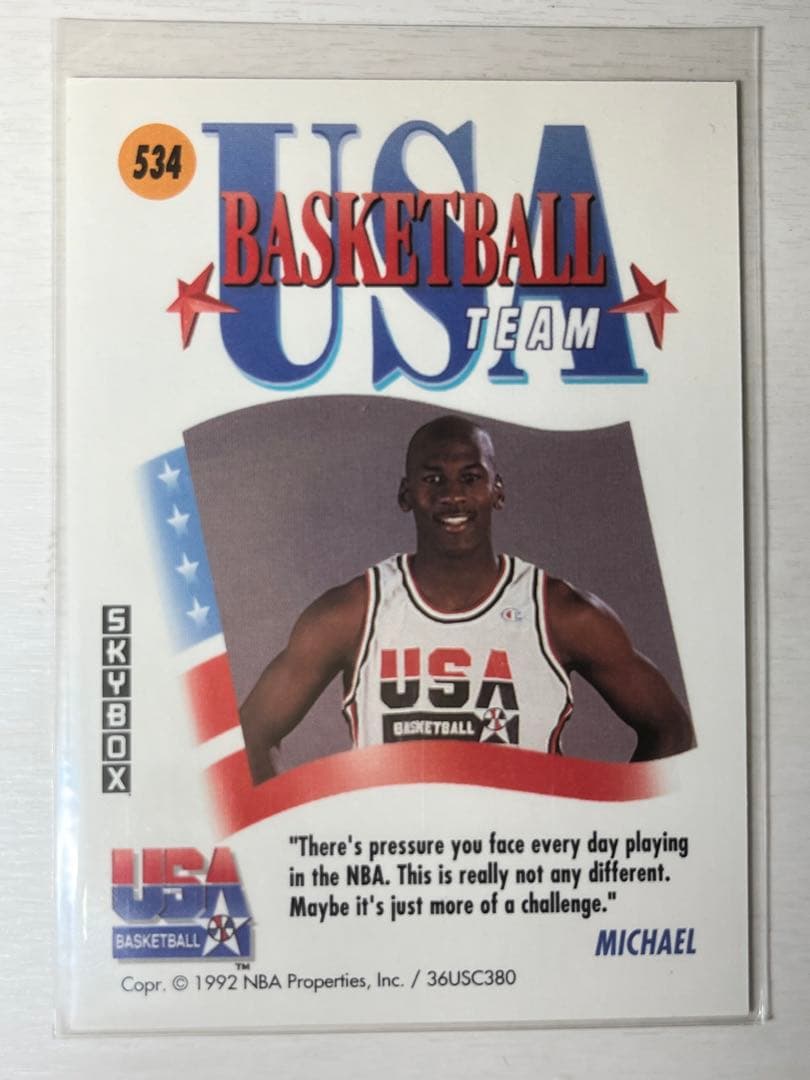 534
USA
BASKETBALL
TEAM
C
USA
BASKETBALL
SKYBOX
"There's pressure you face every day playing
in the NBA. This is really not any different.
Maybe it's just more of a challenge."
MICHAEL
USA
BASKETBALL
TM
Copr. © 1992 NBA Properties, Inc. / 36USC380